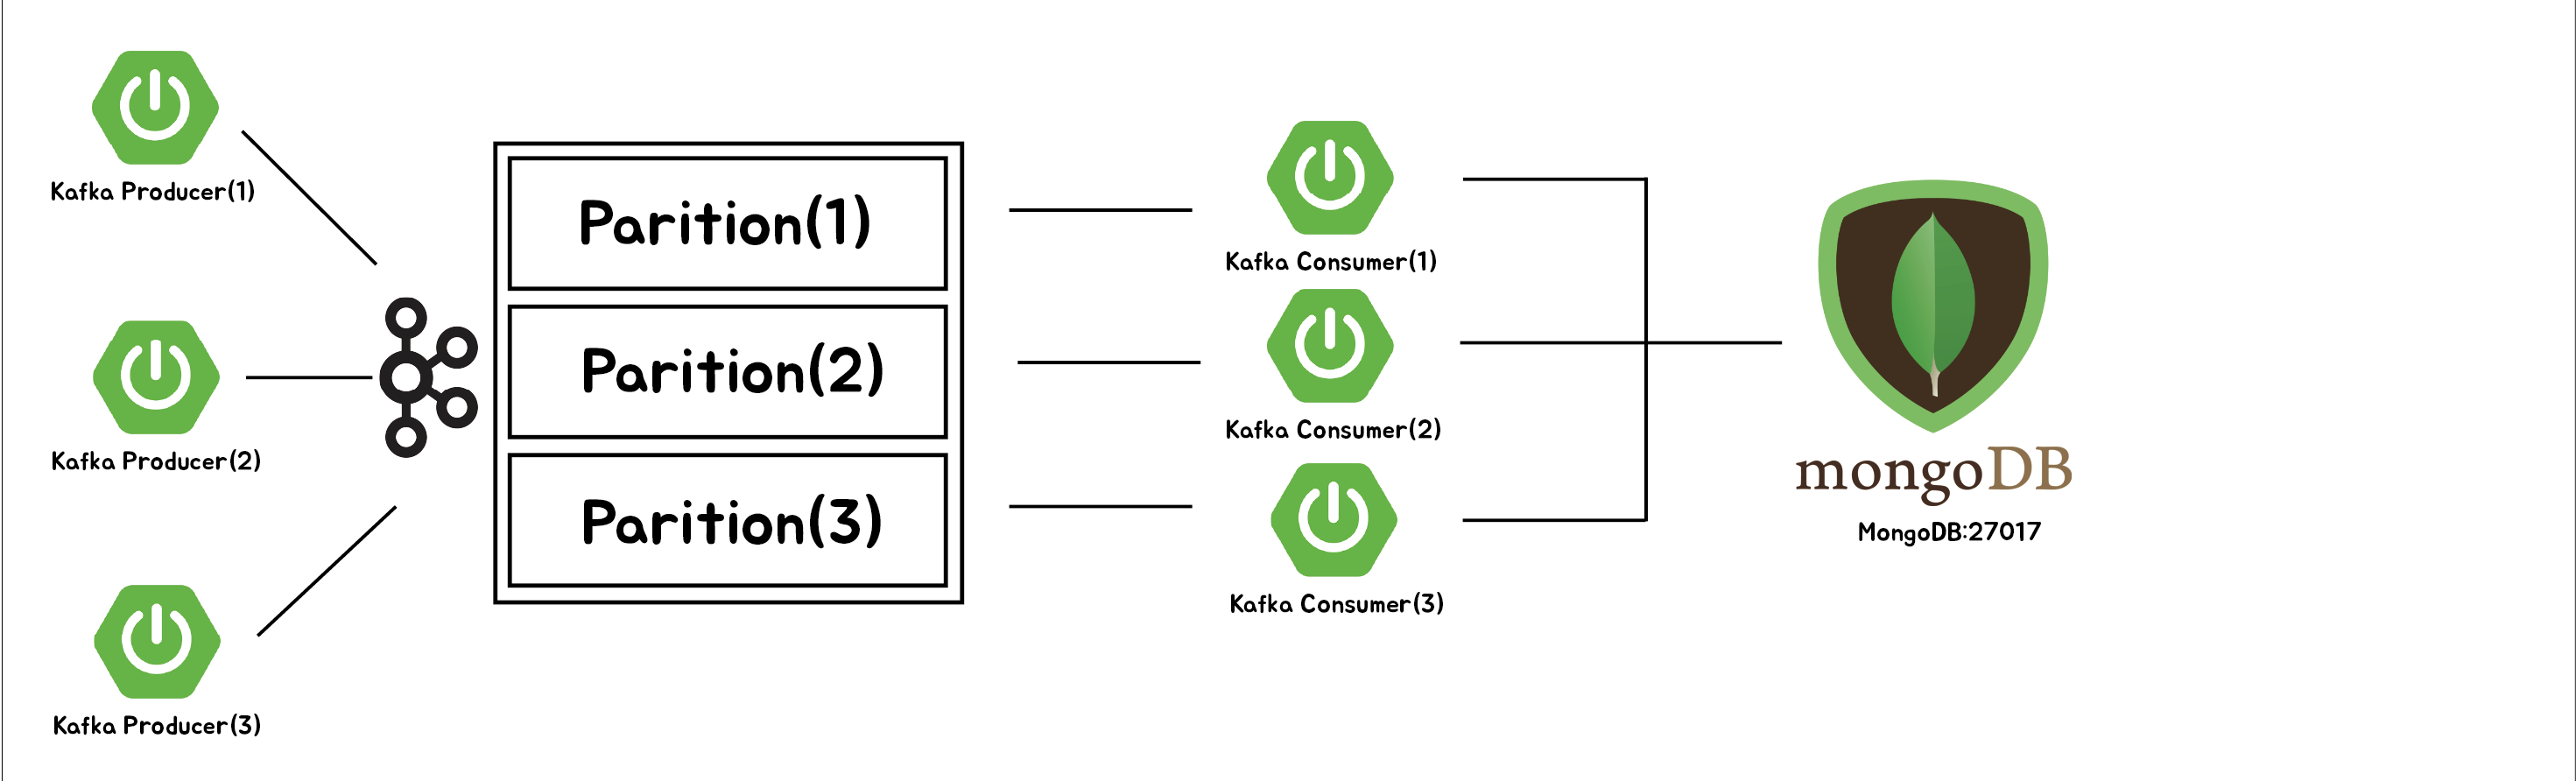 Kafka Producer(1)
Kafka Producer(2)
Kafka Producer(3)
Parition(1)
Parition(2)
Parition(3)
Kafka Consumer(1)
Kafka Consumer(2)
Kafka Consumer(3)
mongoDB
MongoDB:27017